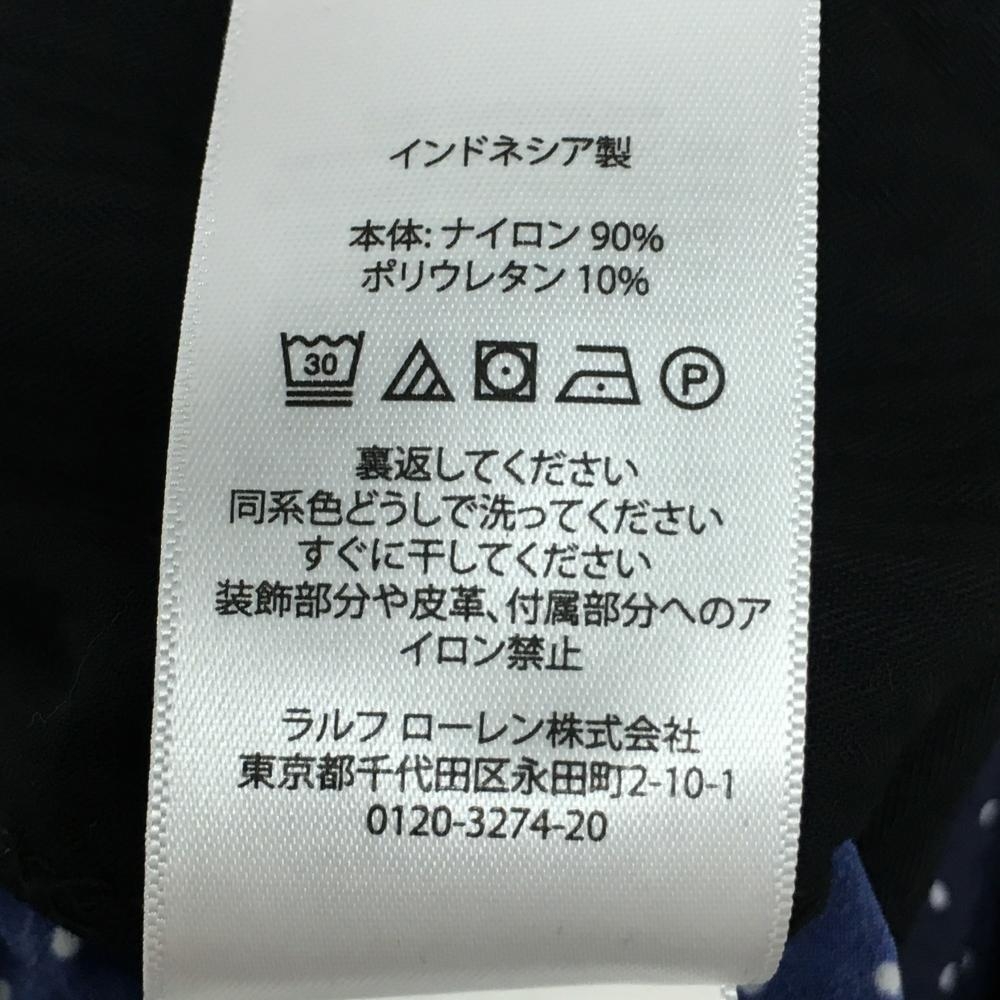 インドネシア製
本体: ナイロン 90%
ポリウレタン 10%
30 P
裏返してください
同系色どうしで洗ってください
すぐに干してください
装飾部分や皮革、付属部分へのア
イロン禁止
ラルフ ローレン株式会社
東京都千代田区永田町2-10-1
0120-3274-20